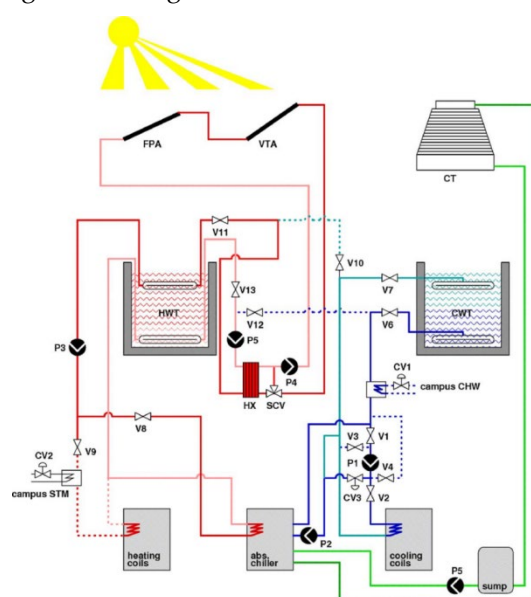 FPA
VTA
CT
V11
V10
V13
V7
HWT
V12
V6
CWT
P5
P3
P4
CV1
campus CHW
HX
SCV
V8
V3
V1
P1
V4
V9
CV2
CV3
V2
campus STM
P2
heating
coils
abs.
chiller
cooling
coils
P5
sump